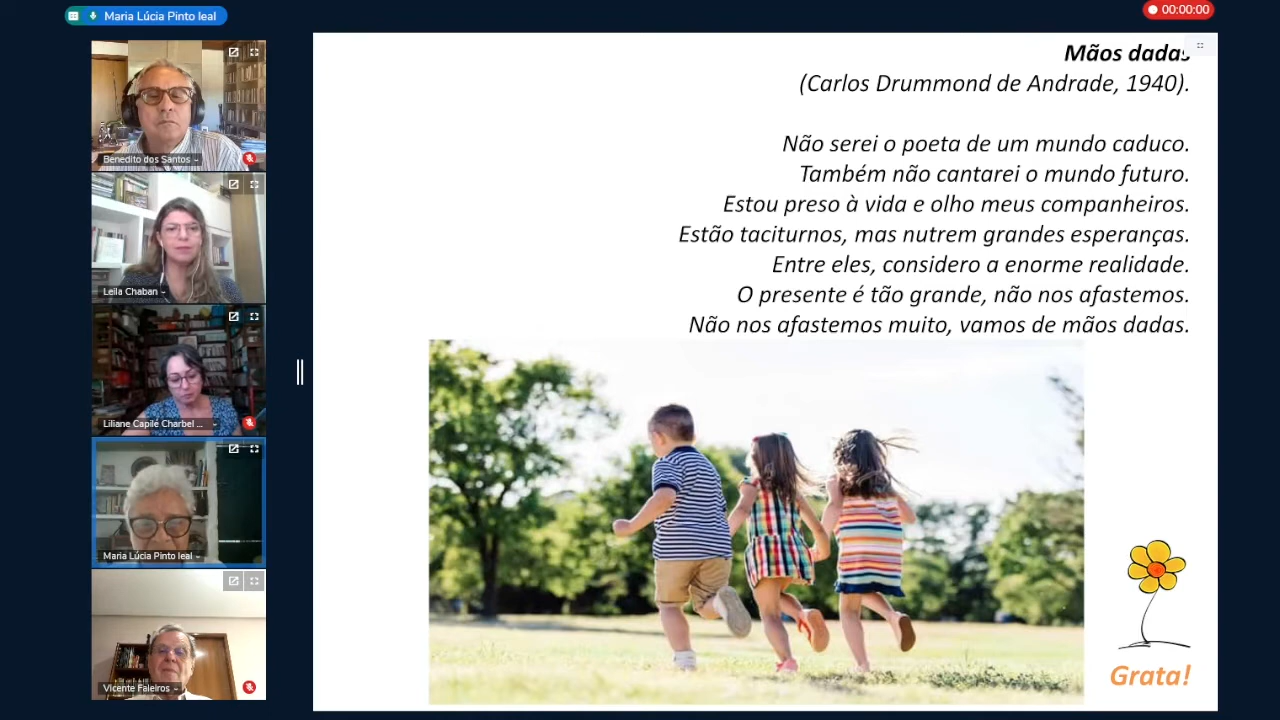 Maria Lúcia Pinto leal
00:00:00
Benedito dos Santos
Leila Chaban
Liliane Capilé Charbel ...
Maria Lúcia Pinto leal
Vicente Faleiros
Mãos dadas
(Carlos Drummond de Andrade, 1940).
Não serei o poeta de um mundo caduco.
Também não cantarei o mundo futuro.
Estou preso à vida e olho meus companheiros.
Estão taciturnos, mas nutrem grandes esperanças.
Entre eles, considero a enorme realidade.
O presente é tão grande, não nos afastemos.
Não nos afastemos muito, vamos de mãos dadas.
Grata!